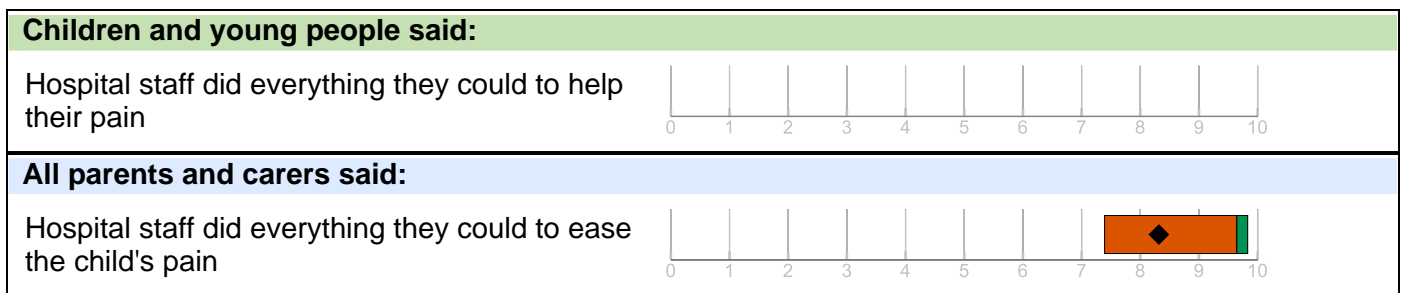 Children and young people said:
Hospital staff did everything they could to help
their pain
0 1 2 3 4 5 6 7 8 9 10
All parents and carers said:
Hospital staff did everything they could to ease
the child's pain
0 1 2 3 4 5 6 7 8 9 10